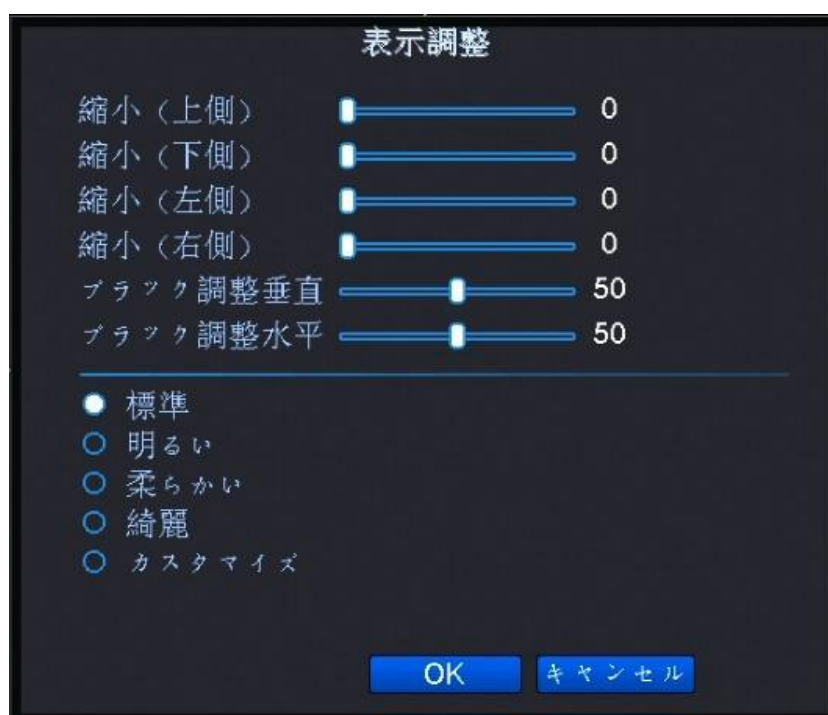 表示調整
縮小（上側） 0
縮小（下側） 0
縮小（左側） 0
縮小（右側） 0
ブラック調整垂直 50
ブラック調整水平 50
標準
明るい
柔らかい
綺麗
カスタマイズ
OK キャンセル